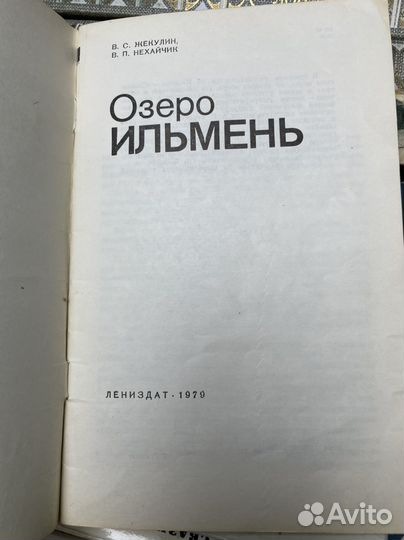 В. С. ЖЕКУЛИН,
В. П. НЕХАЙЧИК
Озеро
ИЛЬМЕНЬ
ЛЕНИЗДАТ · 1979
Avito